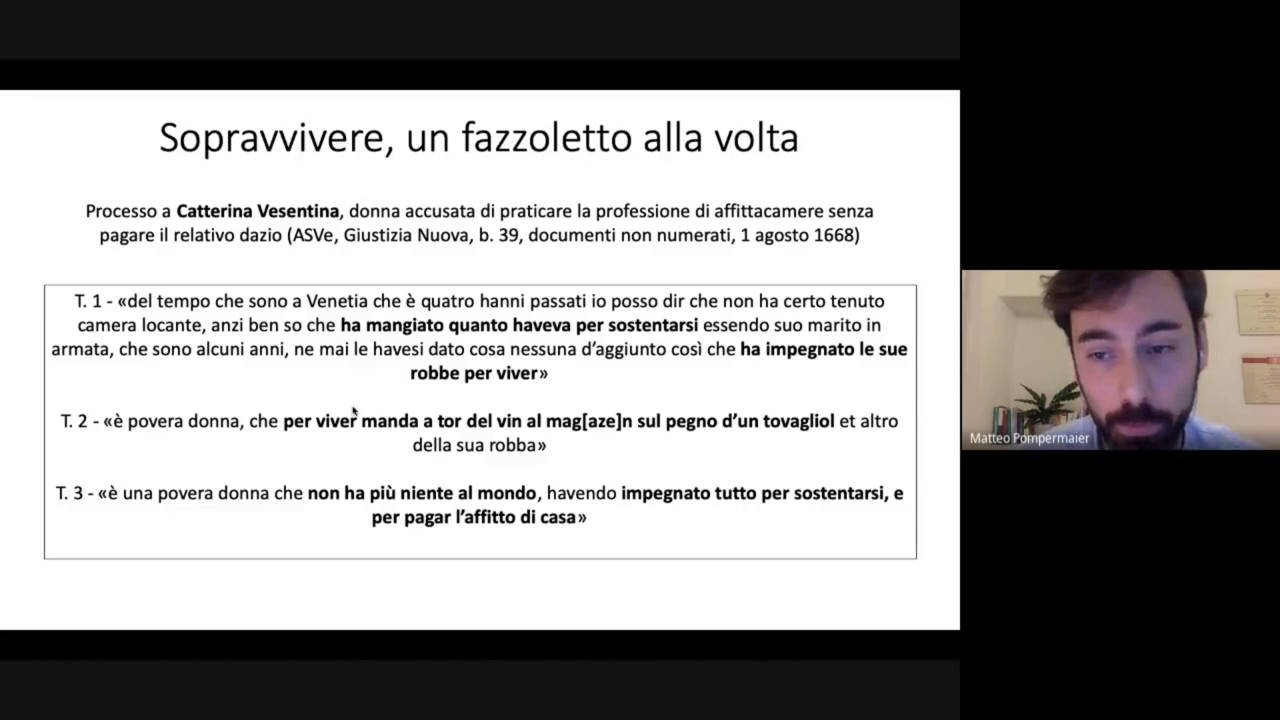 Sopravvivere, un fazzoletto alla volta
Processo a Catterina Vesentina, donna accusata di praticare la professione di affittacamere senza
pagare il relativo dazio (ASVe, Giustizia Nuova, b. 39, documenti non numerati, 1 agosto 1668)
T. 1 - «del tempo che sono a Venetia che è quatro hanni passati io posso dir che non ha certo tenuto
camera locante, anzi ben so che ha mangiato quanto haveva per sostentarsi essendo suo marito in
armata, che sono alcuni anni, ne mai le havesi dato cosa nessuna d’aggiunto così che ha impegnato le sue
robbe per viver»
T. 2 - «è povera donna, che per viver manda a tor del vin al mag[aze]n sul pegno d’un tovagliol et altro
della sua robba»
T. 3 - «è una povera donna che non ha più niente al mondo, havendo impegnato tutto per sostentarsi, e
per pagar l’affitto di casa»
Matteo Pompermaier